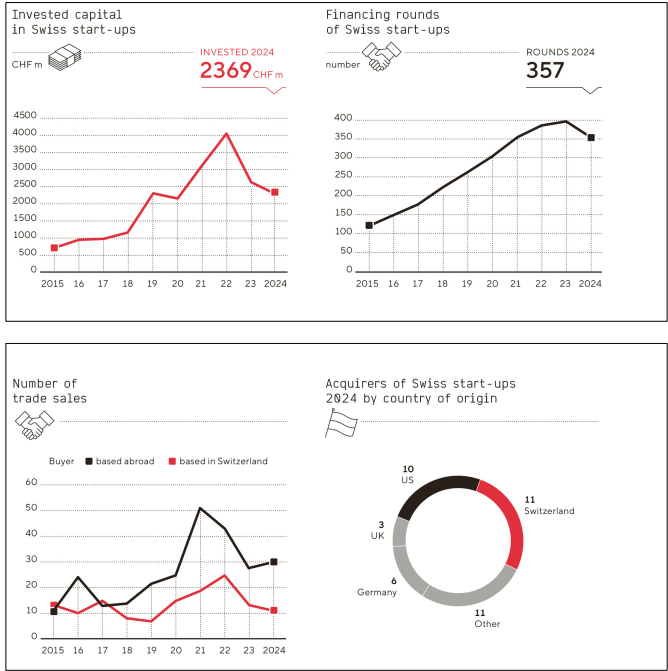 Invested capital
in Swiss start-ups
CHF m
INVESTED 2024
2369 CHF m
4500
4000
3500
3000
2500
2000
1500
1000
500
0
2015 16 17 18 19 20 21 22 23 2024
Financing rounds
of Swiss start-ups
number
ROUNDS 2024
357
400
350
300
250
200
150
100
50
0
2015 16 17 18 19 20 21 22 23 2024
Number of
trade sales
Buyer based abroad based in Switzerland
60
50
40
30
20
10
0
2015 16 17 18 19 20 21 22 23 2024
Acquirers of Swiss start-ups
2024 by country of origin
10
US
11
Switzerland
3
UK
6
Germany
11
Other